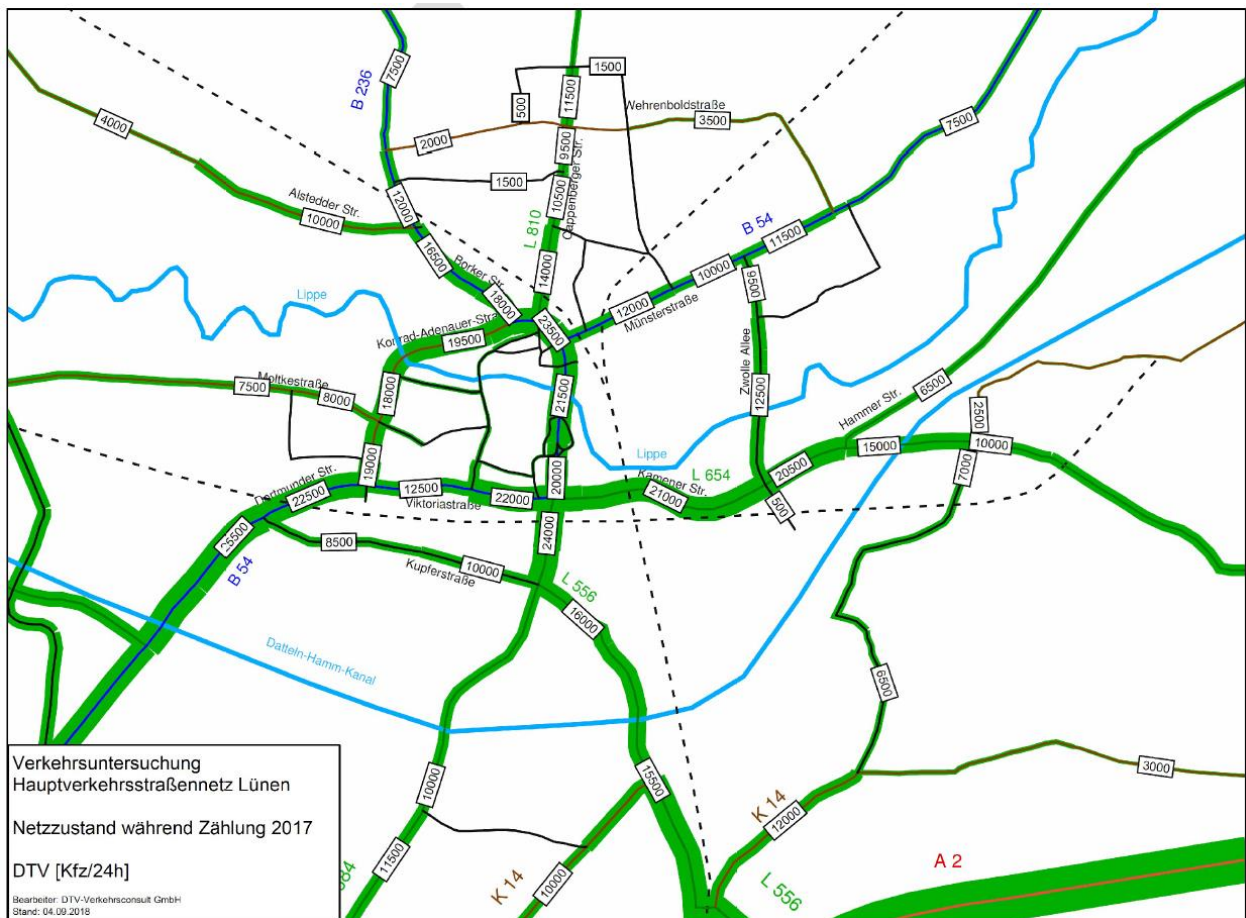 B 236
7500
1500
500
11500
Wehrenboldstraße
3500
7500
4000
2000
9500
Cappenberger Str.
1500
10500
Alstedder Str.
10000
12000
L 810
B 54
11500
16500
Borker Str.
14000
10000
9500
Lippe
18000
12000
Münsterstraße
Konrad-Adenauer-Stra
19500
23500
Zwolle Allee
Moltkestraße
7500
8000
18000
21500
12500
Hammer Str.
6500
2500
Lippe
15000
10000
Dortmunder Str.
19000
L 654
20500
7000
22500
12500
Viktoriastraße
22000
20000
Kamener Str.
21000
500
25500
8500
24000
B 54
Kupferstraße
10000
L 556
16000
Datteln-Hamm-Kanal
6500
3000
10000
15500
K 14
12000
11500
A 2
K 14
10000
L 556
Verkehrsuntersuchung
Hauptverkehrsstraßennetz Lünen
Netzzustand während Zählung 2017
DTV [Kfz/24h]
Bearbeiter: DTV-Verkehrsconsult GmbH
Stand: 04.09.2018